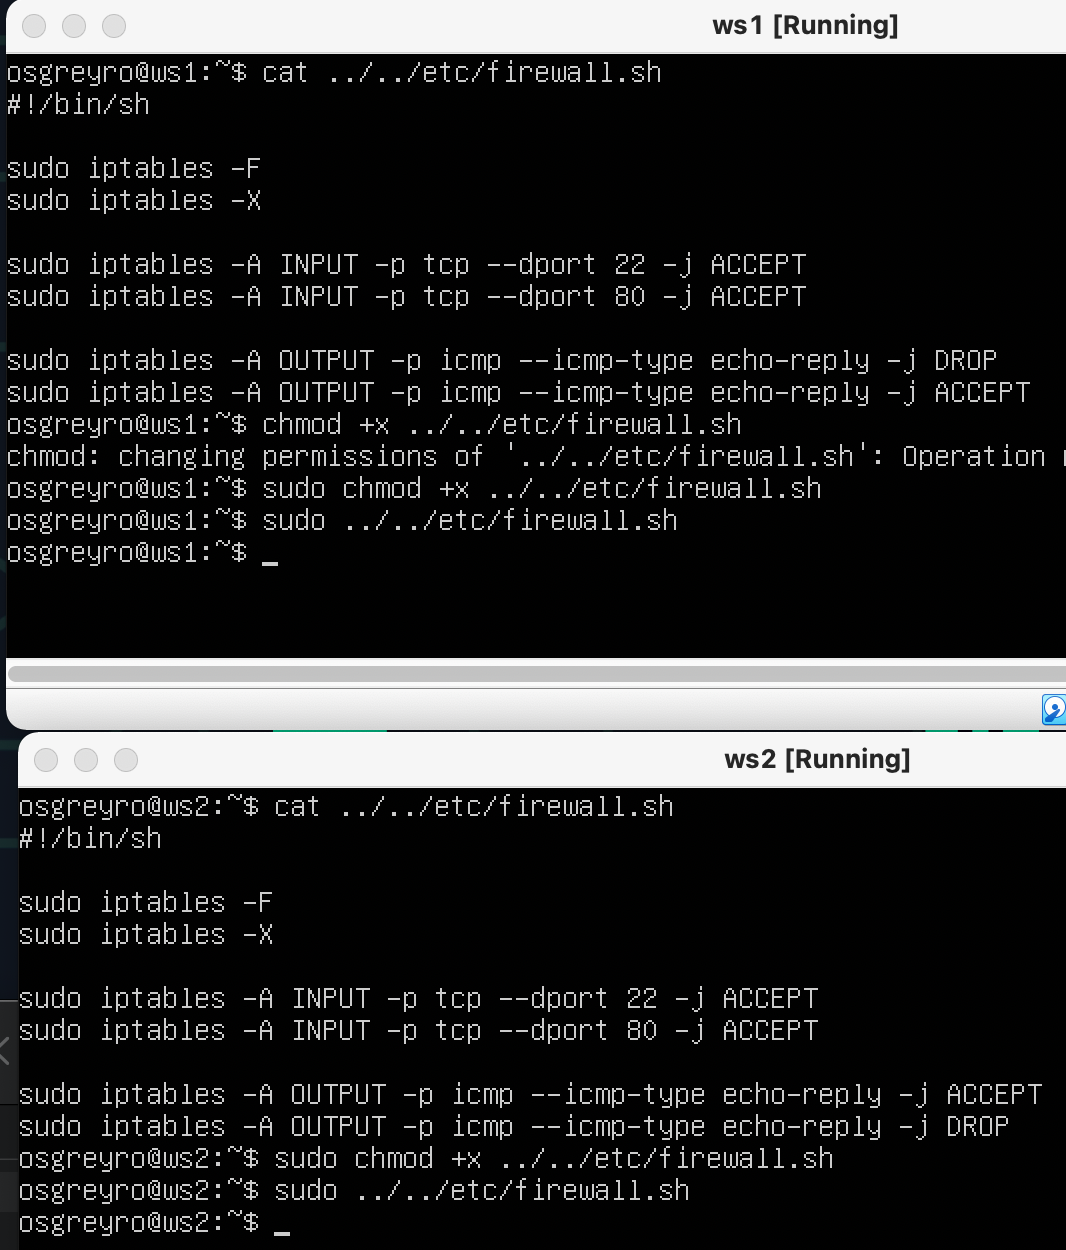 ws1 [Running]
osgreyro@ws1:~$ cat ../../etc/firewall.sh
#!/bin/sh
sudo iptables -F
sudo iptables -X
sudo iptables -A INPUT -p tcp --dport 22 -j ACCEPT
sudo iptables -A INPUT -p tcp --dport 80 -j ACCEPT
sudo iptables -A OUTPUT -p icmp --icmp-type echo-reply -j DROP
sudo iptables -A OUTPUT -p icmp --icmp-type echo-reply -j ACCEPT
osgreyro@ws1:~$ chmod +x ../../etc/firewall.sh
chmod: changing permissions of '../../etc/firewall.sh': Operation
osgreyro@ws1:~$ sudo chmod +x ../../etc/firewall.sh
osgreyro@ws1:~$ sudo ../../etc/firewall.sh
osgreyro@ws1:~$ _
ws2 [Running]
osgreyro@ws2:~$ cat ../../etc/firewall.sh
#!/bin/sh
sudo iptables -F
sudo iptables -X
sudo iptables -A INPUT -p tcp --dport 22 -j ACCEPT
sudo iptables -A INPUT -p tcp --dport 80 -j ACCEPT
sudo iptables -A OUTPUT -p icmp --icmp-type echo-reply -j ACCEPT
sudo iptables -A OUTPUT -p icmp --icmp-type echo-reply -j DROP
osgreyro@ws2:~$ sudo chmod +x ../../etc/firewall.sh
osgreyro@ws2:~$ sudo ../../etc/firewall.sh
osgreyro@ws2:~$ _